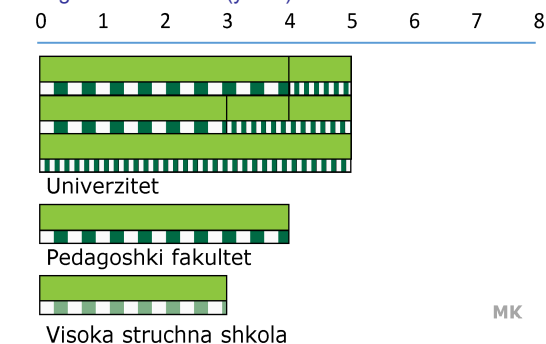 0 1 2 3 4 5 6 7 8
Univerzitet
Pedagoshki fakultet
Visoka struchna shkola
MK